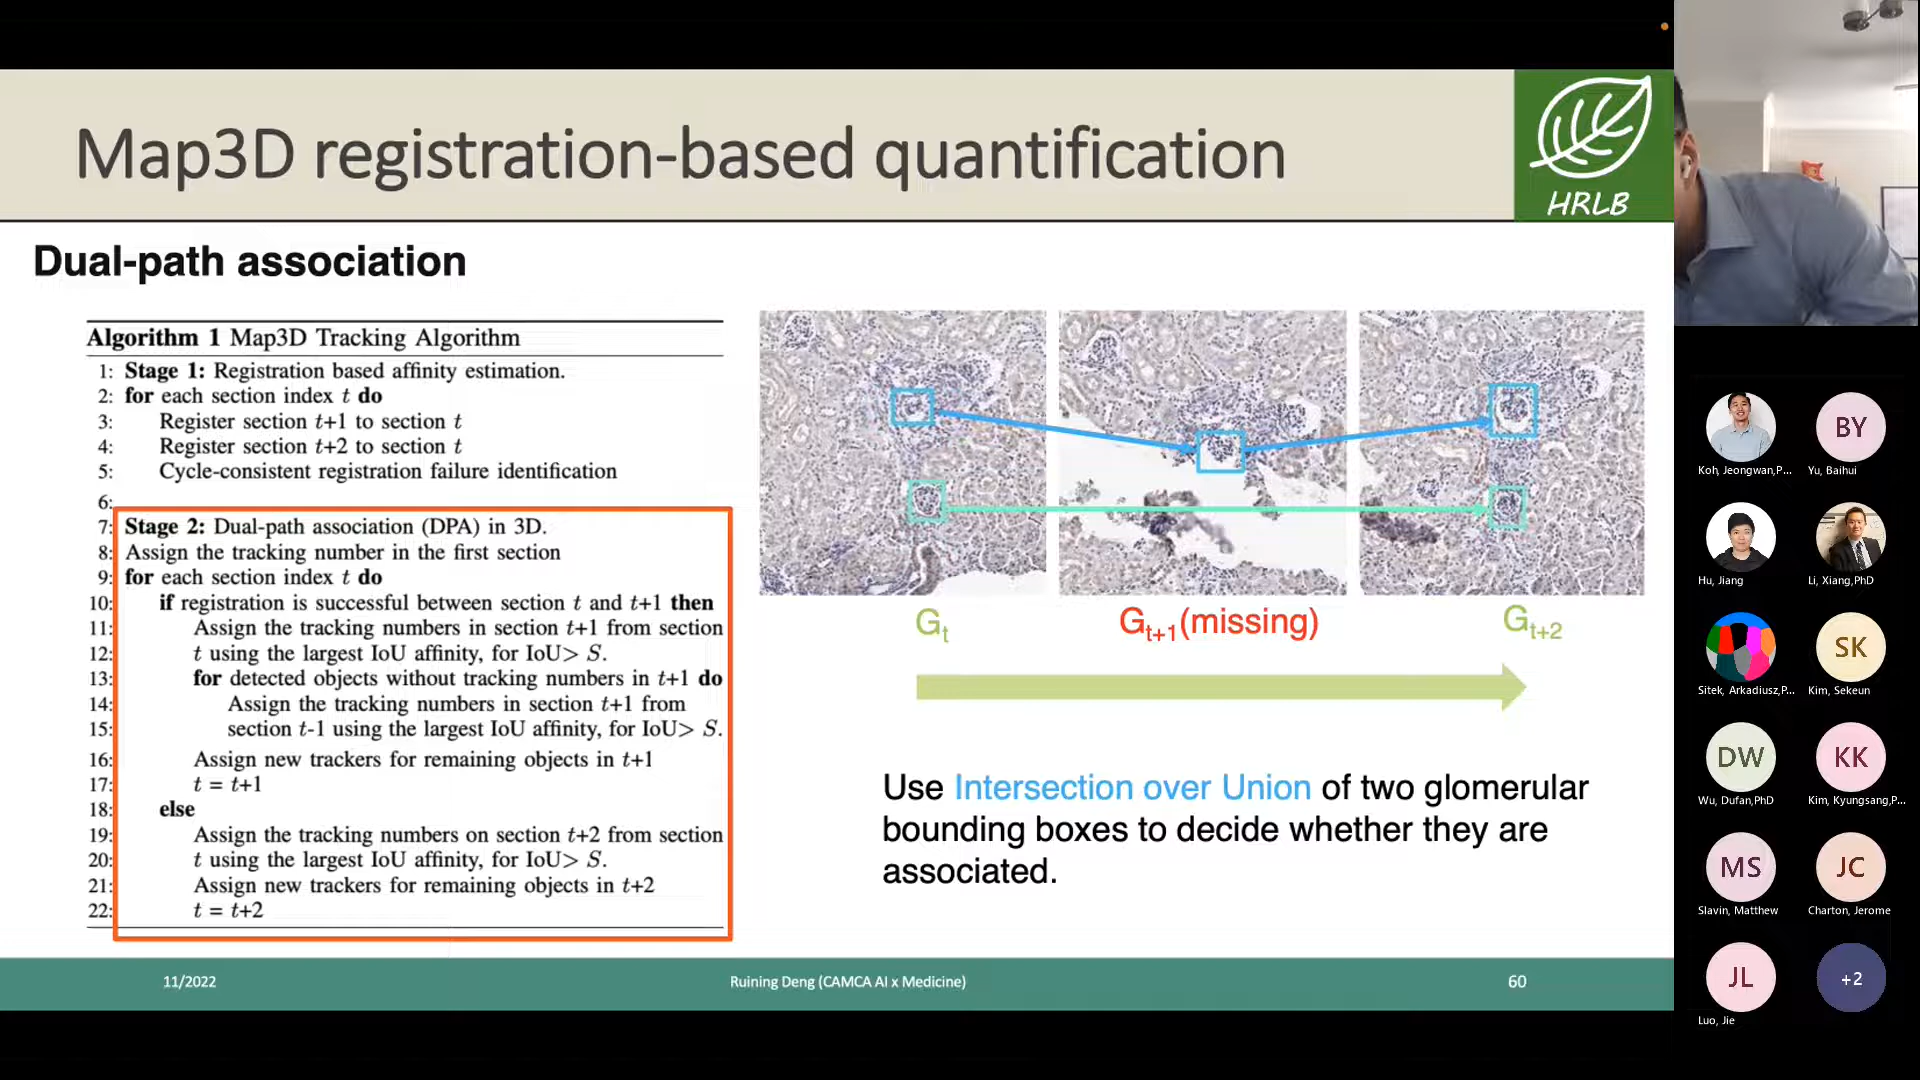 Map3D registration-based quantification
HRLB
Dual-path association
Algorithm 1 Map3D Tracking Algorithm
1: Stage 1: Registration based affinity estimation.
2: for each section index t do
3: Register section t+1 to section t
4: Register section t+2 to section t
5: Cycle-consistent registration failure identification
6:
7: Stage 2: Dual-path association (DPA) in 3D.
8: Assign the tracking number in the first section
9: for each section index t do
10: if registration is successful between section t and t+1 then
11: Assign the tracking numbers in section t+1 from section
12: t using the largest IoU affinity, for IoU> S.
13: for detected objects without tracking numbers in t+1 do
14: Assign the tracking numbers in section t+1 from
15: section t-1 using the largest IoU affinity, for IoU> S.
16: Assign new trackers for remaining objects in t+1
17: t = t+1
18: else
19: Assign the tracking numbers on section t+2 from section
20: t using the largest IoU affinity, for IoU> S.
21: Assign new trackers for remaining objects in t+2
22: t = t+2
Gt
Gt+1(missing)
Gt+2
Use Intersection over Union of two glomerular
bounding boxes to decide whether they are
associated.
11/2022
Ruining Deng (CAMCA AI x Medicine)
60
BY
Koh, Jeongwan,P...
Yu, Baihui
Hu, Jiang
Li, Xiang,PhD
SK
Sitek, Arkadiusz,P...
Kim, Sekeun
DW
KK
Wu, Dufan,PhD
Kim, Kyungsang,P...
MS
JC
Slavin, Matthew
Charton, Jerome
JL
+2
Luo, Jie